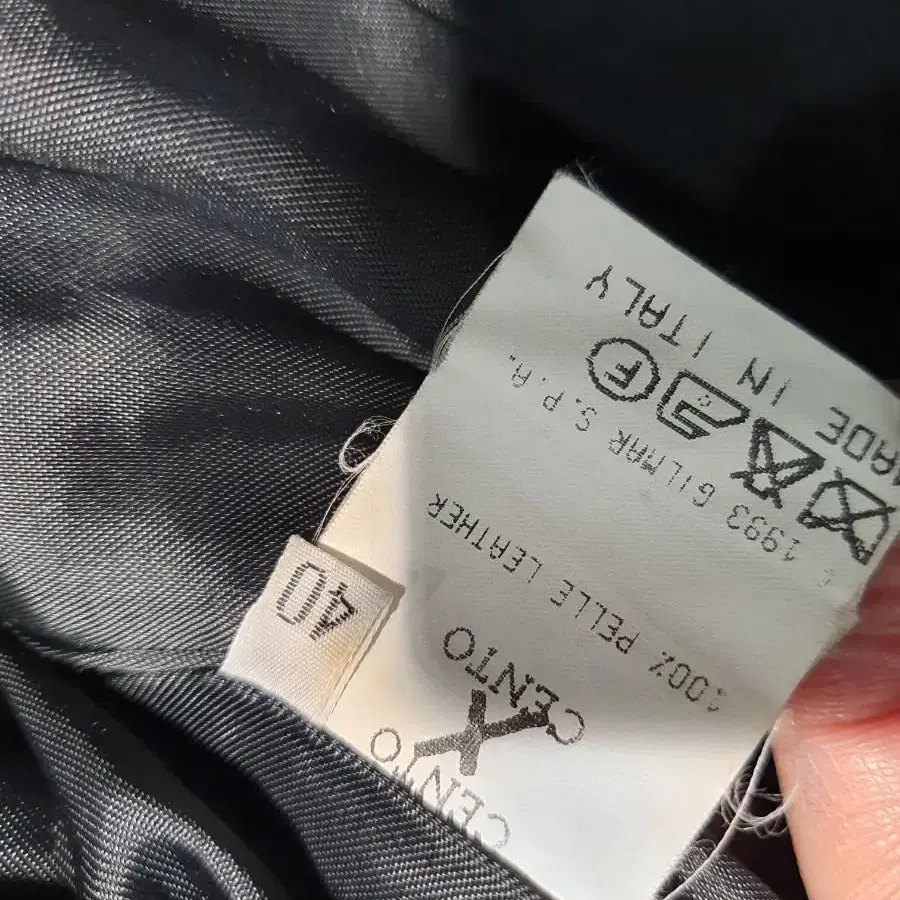 CENTO
X
CENTO
40
100% PELLE LEATHER
1993 GILMAR S.P.A.
F
MADE IN ITALY